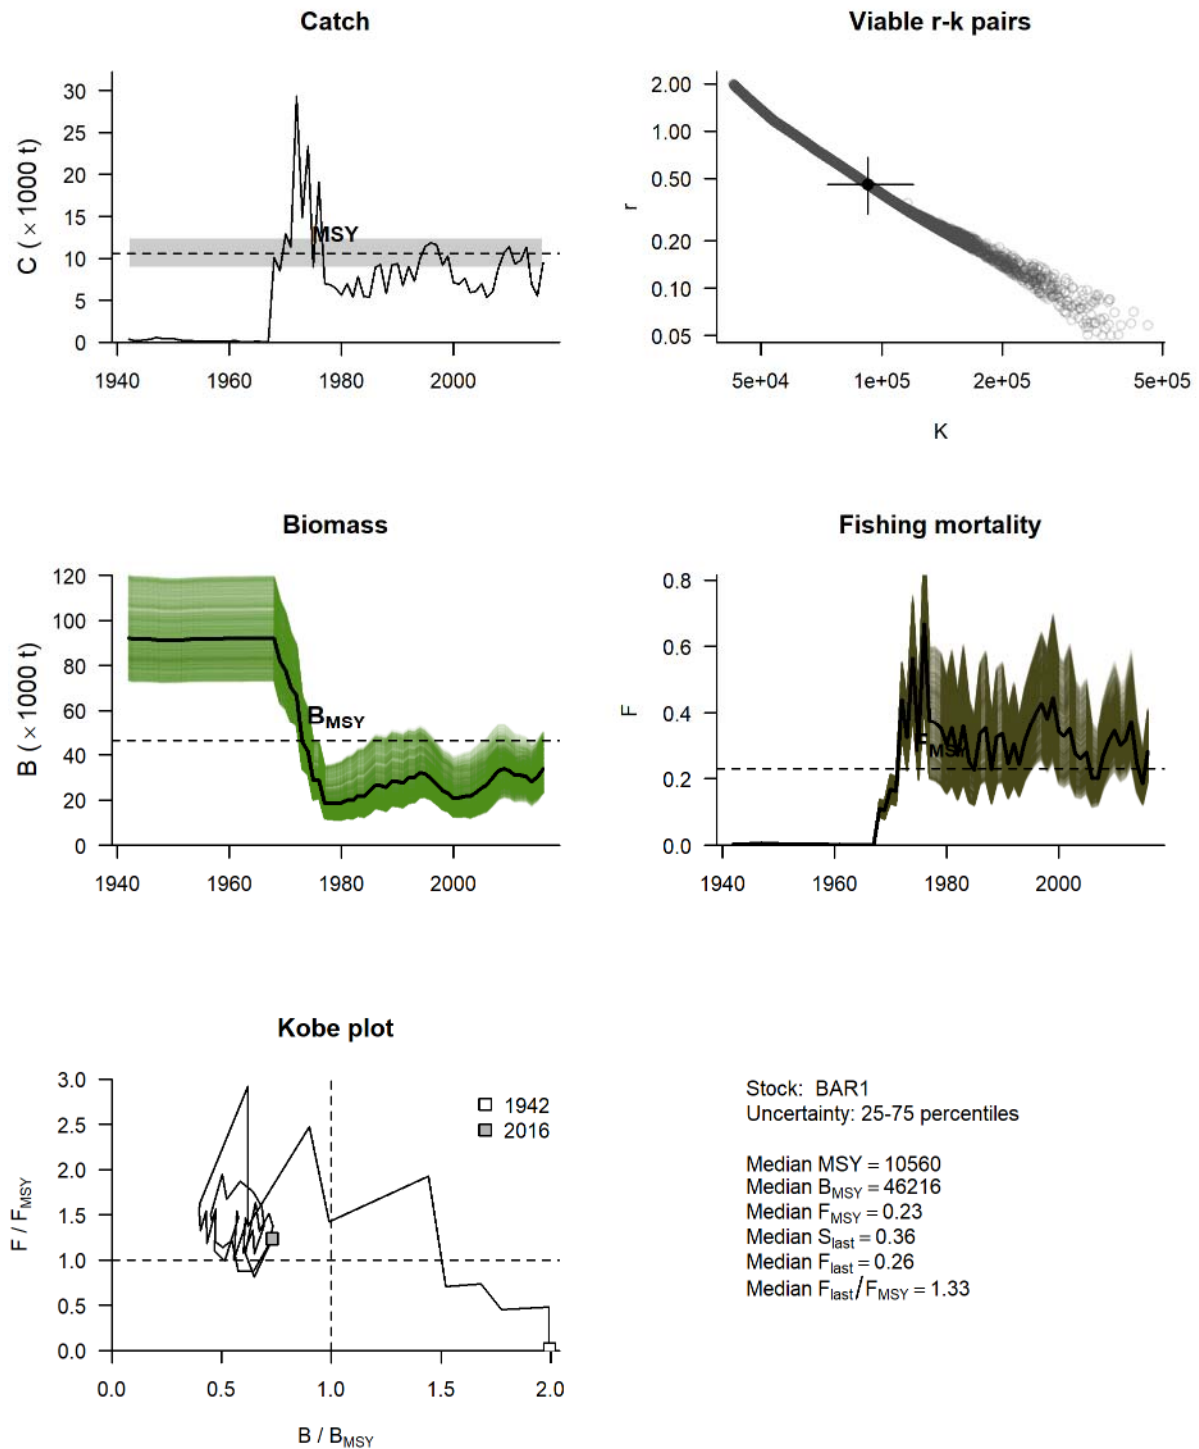 Catch
Viable r-k pairs
C ( × 1000 t)
30
25
20
15
10
5
0
MSY
1940 1960 1980 2000
r
2.00
1.00
0.50
0.20
0.10
0.05
5e+04 1e+05 2e+05 5e+05
K
Biomass
Fishing mortality
B ( × 1000 t)
120
100
80
60
40
20
0
BMSY
1940 1960 1980 2000
F
0.8
0.6
0.4
0.2
0.0
FMSY
1940 1960 1980 2000
Kobe plot
F / FMSY
3.0
2.5
2.0
1.5
1.0
0.5
0.0
1942
2016
0.0 0.5 1.0 1.5 2.0
B / BMSY
Stock: BAR1
Uncertainty: 25-75 percentiles
Median MSY = 10560
Median BMSY = 46216
Median FMSY = 0.23
Median Slast = 0.36
Median Flast = 0.26
Median Flast/FMSY = 1.33